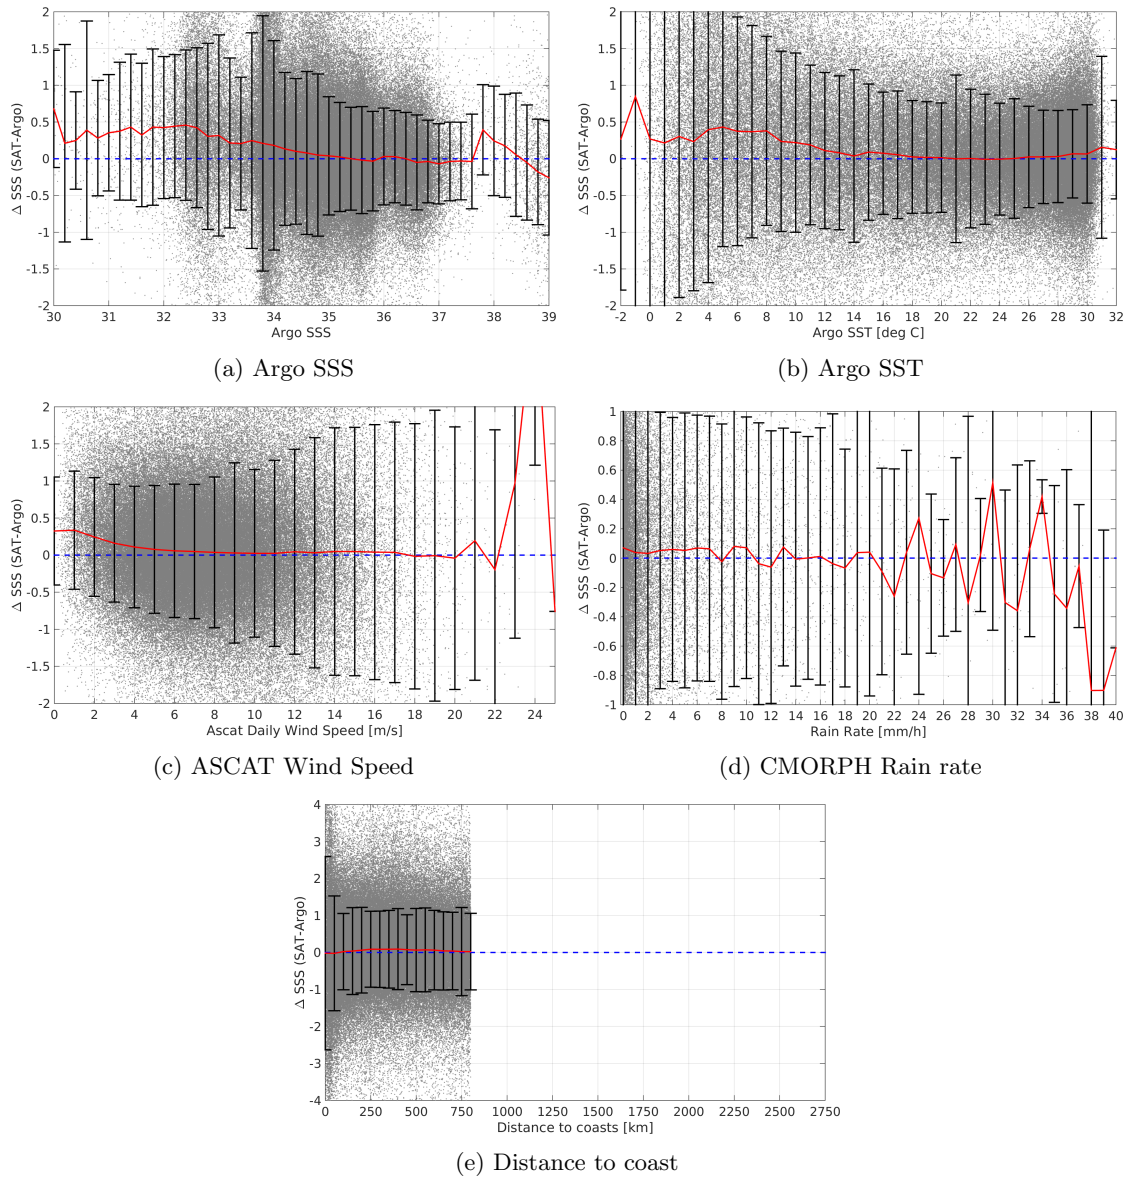 2
1.5
1
0.5
0
-0.5
-1
-1.5
-2
Δ SSS (SAT-Argo)
30 31 32 33 34 35 36 37 38 39
Argo SSS
(a) Argo SSS
2
1.5
1
0.5
0
-0.5
-1
-1.5
-2
Δ SSS (SAT-Argo)
-2 0 2 4 6 8 10 12 14 16 18 20 22 24 26 28 30 32
Argo SST [deg C]
(b) Argo SST
2
1.5
1
0.5
0
-0.5
-1
-1.5
-2
Δ SSS (SAT-Argo)
0 2 4 6 8 10 12 14 16 18 20 22 24
Ascat Daily Wind Speed [m/s]
(c) ASCAT Wind Speed
1
0.8
0.6
0.4
0.2
0
-0.2
-0.4
-0.6
-0.8
-1
Δ SSS (SAT-Argo)
0 2 4 6 8 10 12 14 16 18 20 22 24 26 28 30 32 34 36 38 40
Rain Rate [mm/h]
(d) CMORPH Rain rate
4
3
2
1
0
-1
-2
-3
-4
Δ SSS (SAT-Argo)
0 250 500 750 1000 1250 1500 1750 2000 2250 2500 2750
Distance to coasts [km]
(e) Distance to coast